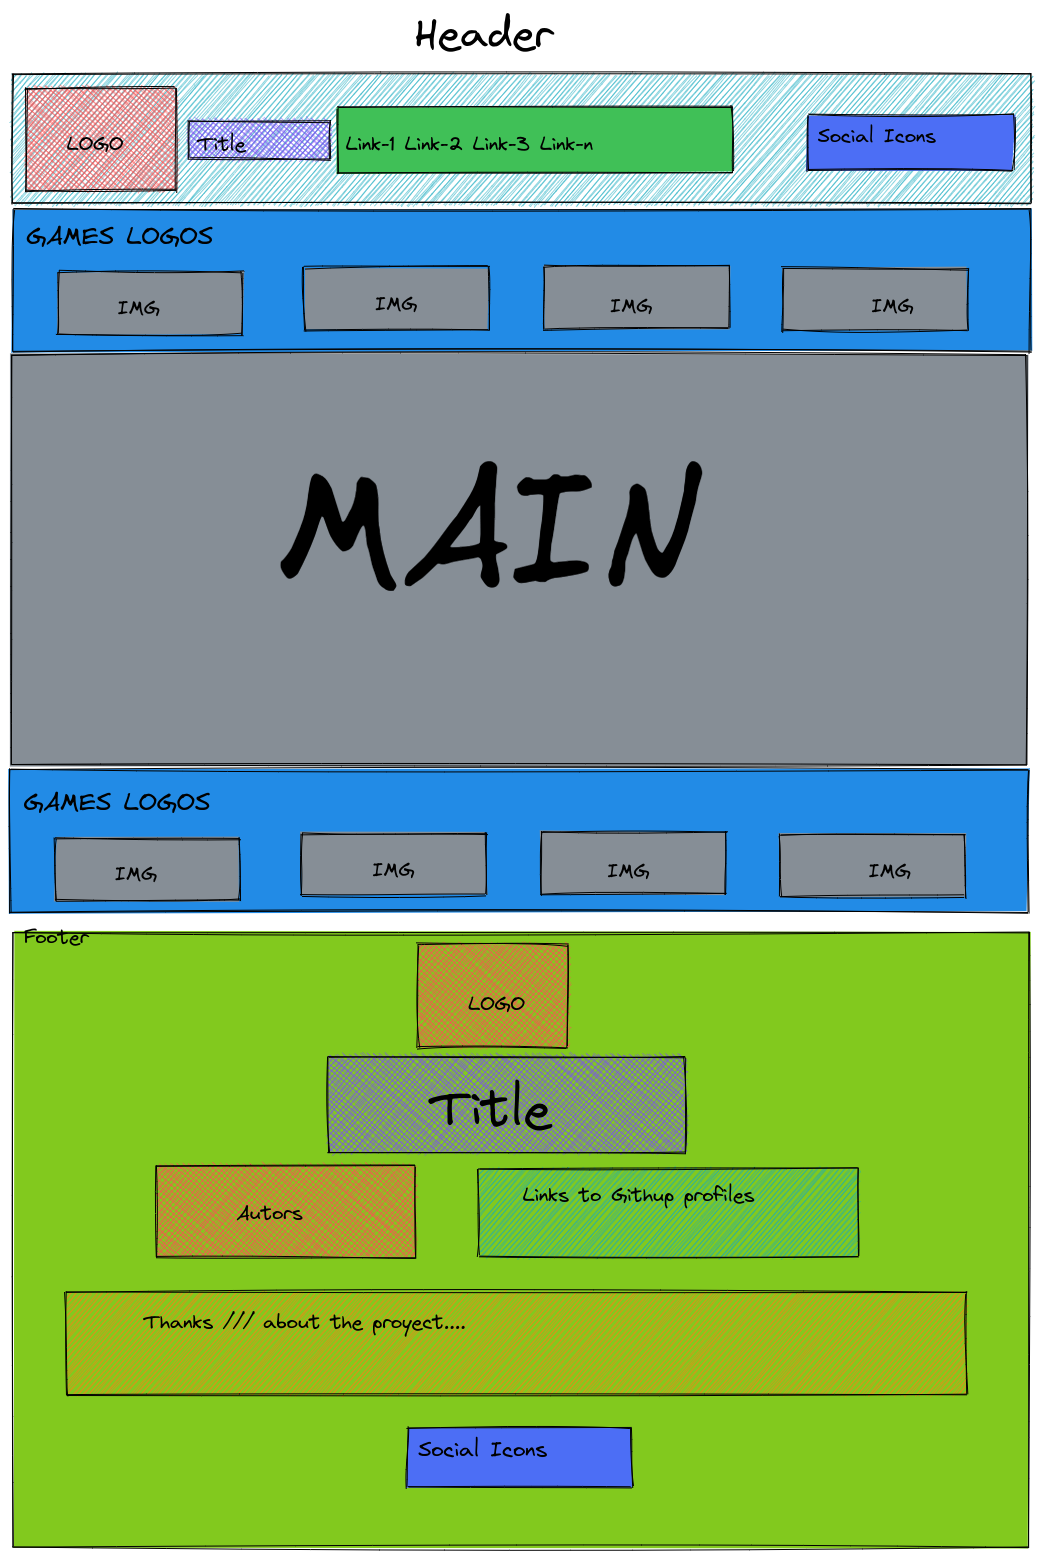 Header
LOGO
Title
Link-1 Link-2 Link-3 Link-n
Social Icons
GAMES LOGOS
IMG
IMG
IMG
IMG
MAIN
GAMES LOGOS
IMG
IMG
IMG
IMG
Footer
LOGO
Title
Autors
Links to Githup profiles
Thanks /// about the proyect....
Social Icons